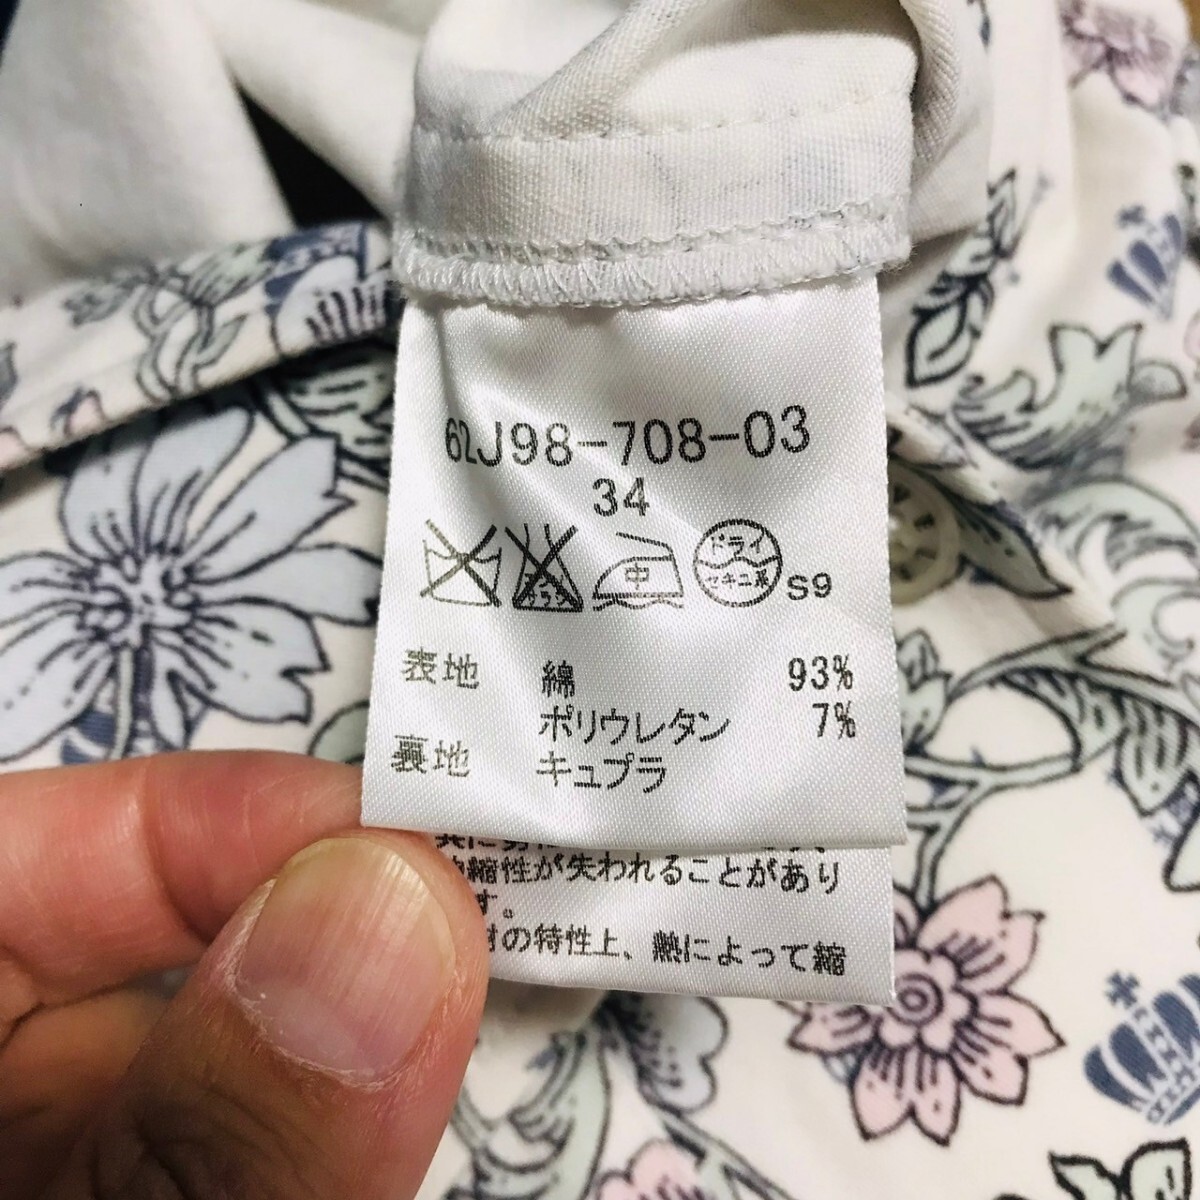 62J98-708-03
34
中
ドライ
セキユ系
S9
表地 綿 93%
ポリウレタン 7%
裏地 キュプラ
縮性が失われることがあり
す。
の特性上、熱によって縮